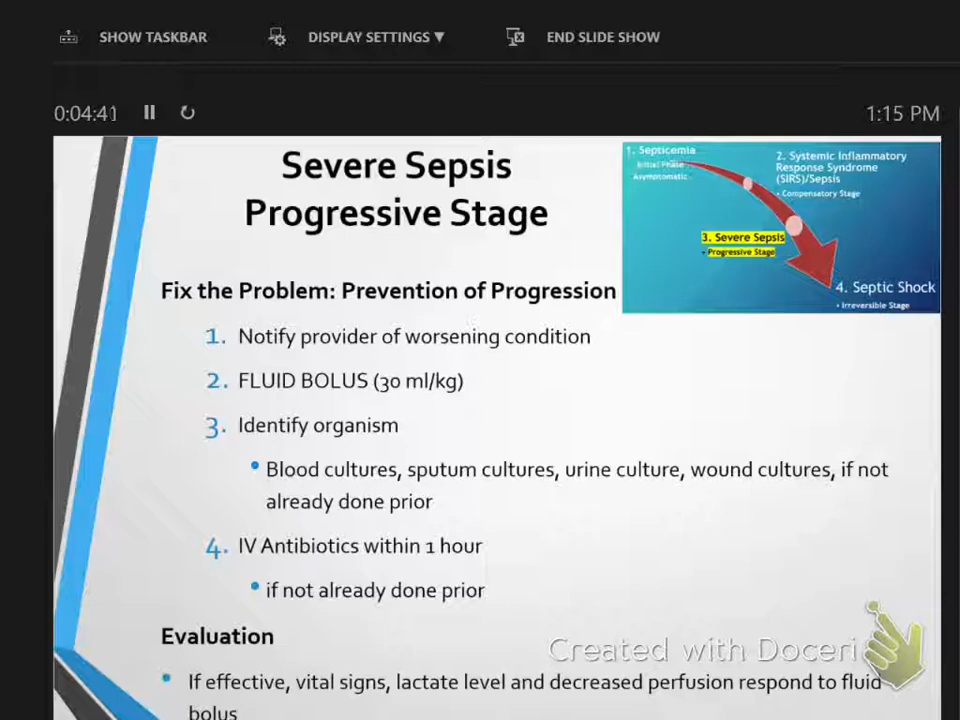 SHOW TASKBAR
DISPLAY SETTINGS ▼
END SLIDE SHOW
0:04:41
1:15 PM
Severe Sepsis
Progressive Stage
1. Septicemia
Initial Phase
Asymptomatic
2. Systemic Inflammatory
Response Syndrome
(SIRS)/Sepsis
• Compensatory Stage
3. Severe Sepsis
• Progressive Stage
4. Septic Shock
• Irreversible Stage
Fix the Problem: Prevention of Progression
1. Notify provider of worsening condition
2. FLUID BOLUS (30 ml/kg)
3. Identify organism
• Blood cultures, sputum cultures, urine culture, wound cultures, if not
already done prior
4. IV Antibiotics within 1 hour
• if not already done prior
Evaluation
• If effective, vital signs, lactate level and decreased perfusion respond to fluid
bolus
Created with Doceri